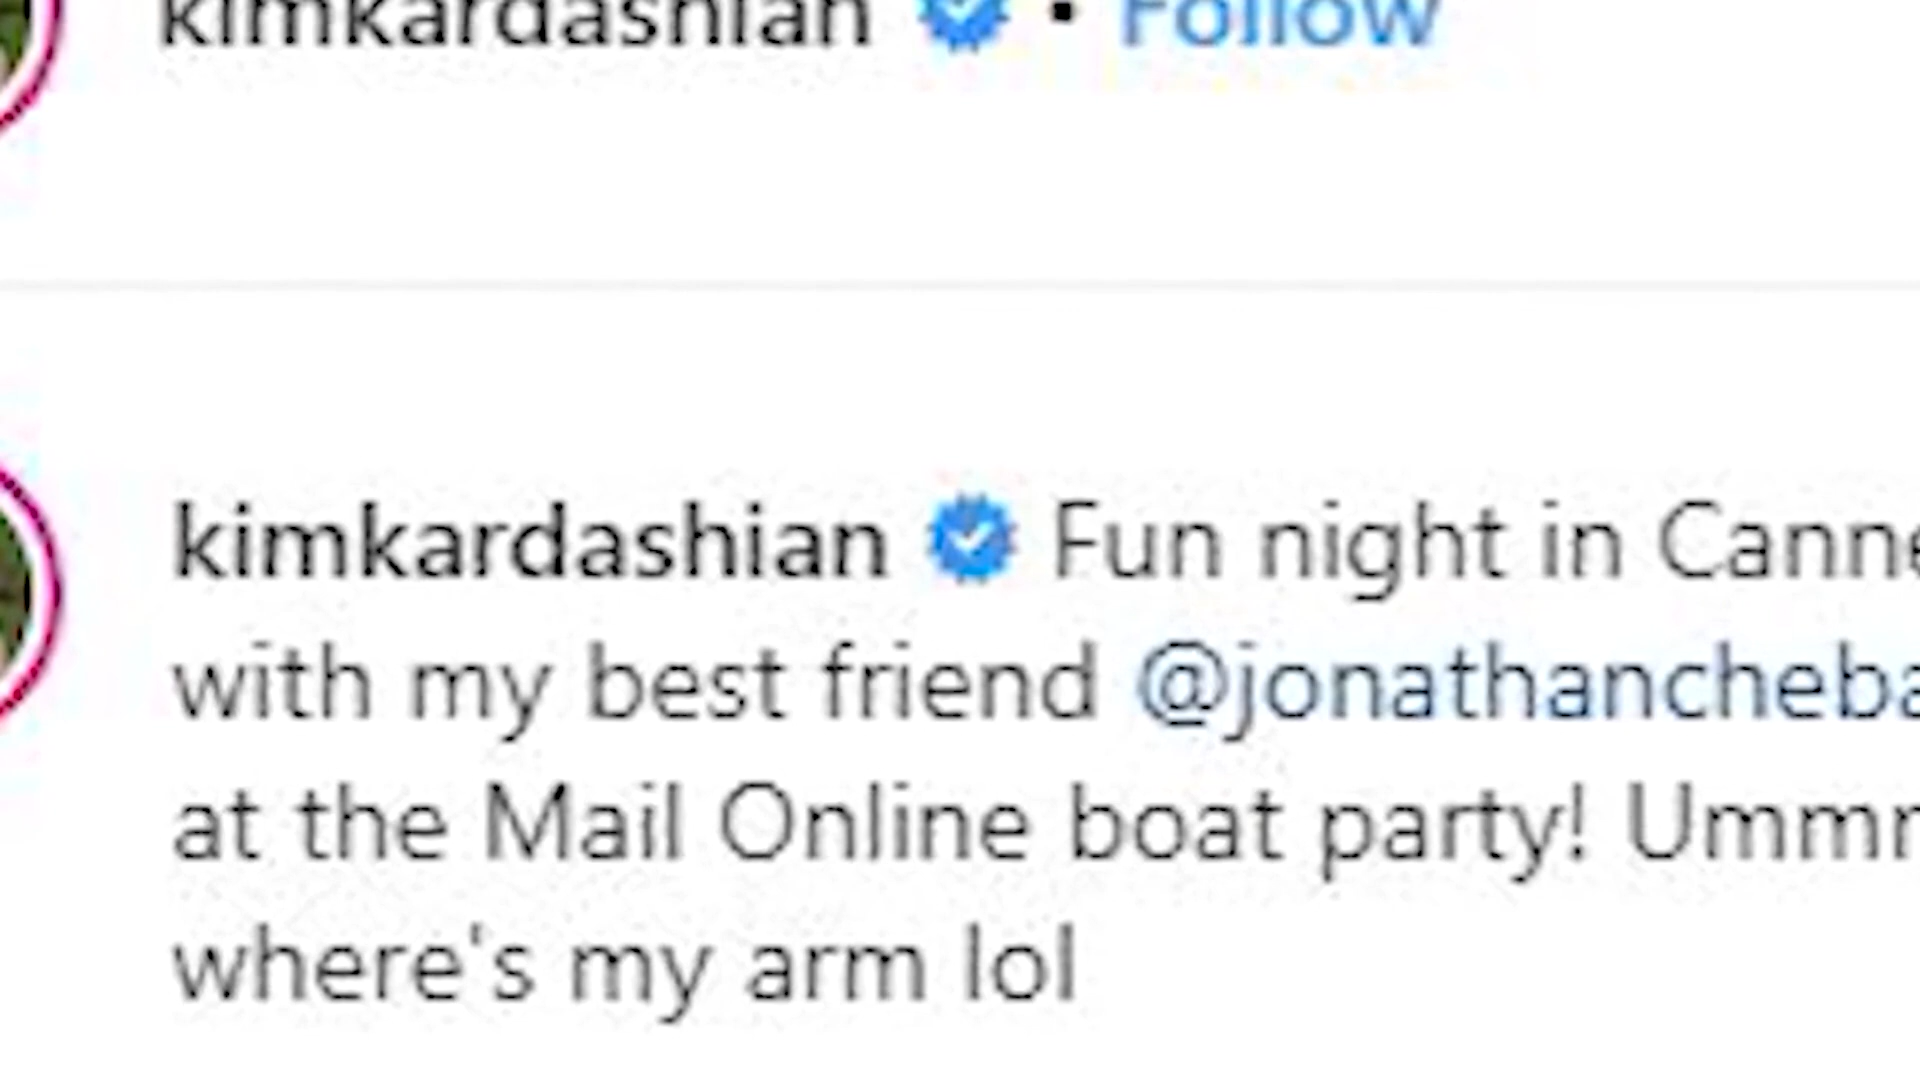 kimkardashian • Follow
kimkardashian Fun night in Canne
with my best friend @jonathancheba
at the Mail Online boat party! Umm
where's my arm lol